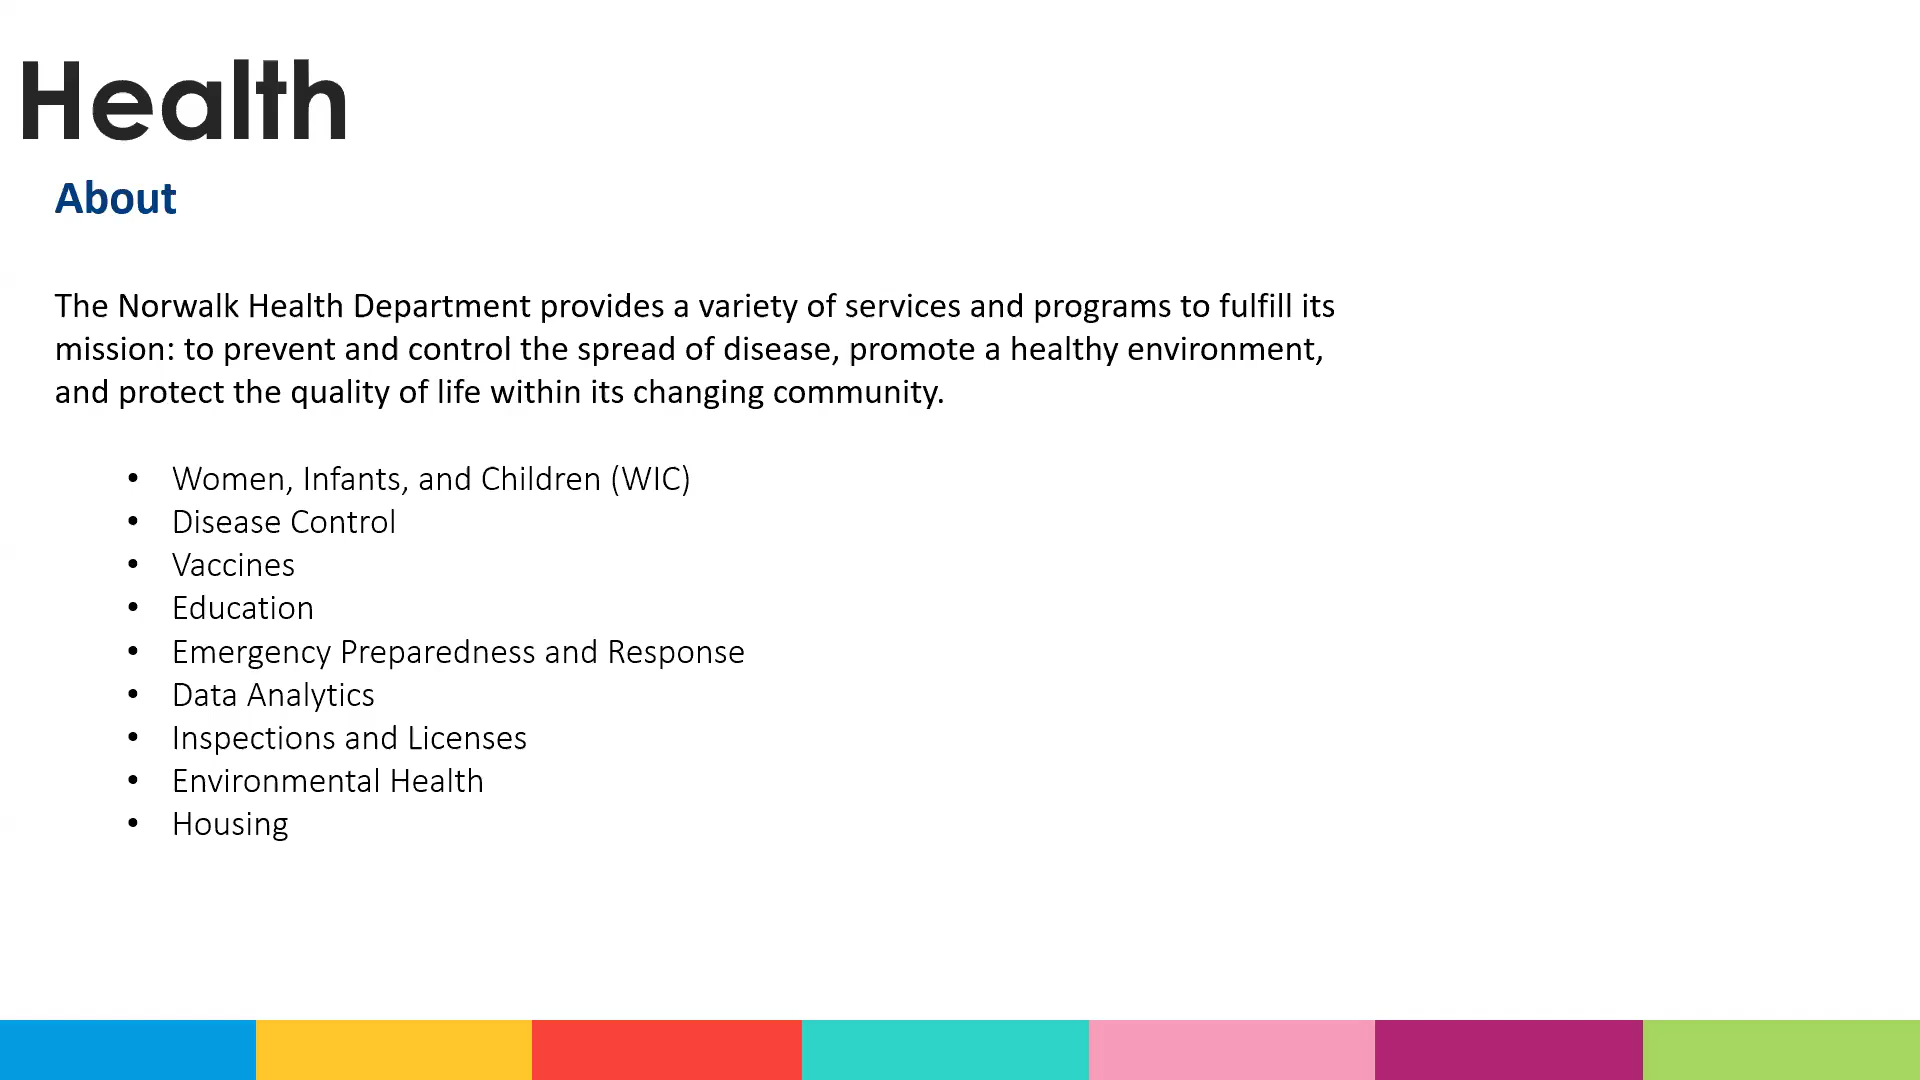 Health
About
The Norwalk Health Department provides a variety of services and programs to fulfill its
mission: to prevent and control the spread of disease, promote a healthy environment,
and protect the quality of life within its changing community.
• Women, Infants, and Children (WIC)
• Disease Control
• Vaccines
• Education
• Emergency Preparedness and Response
• Data Analytics
• Inspections and Licenses
• Environmental Health
• Housing